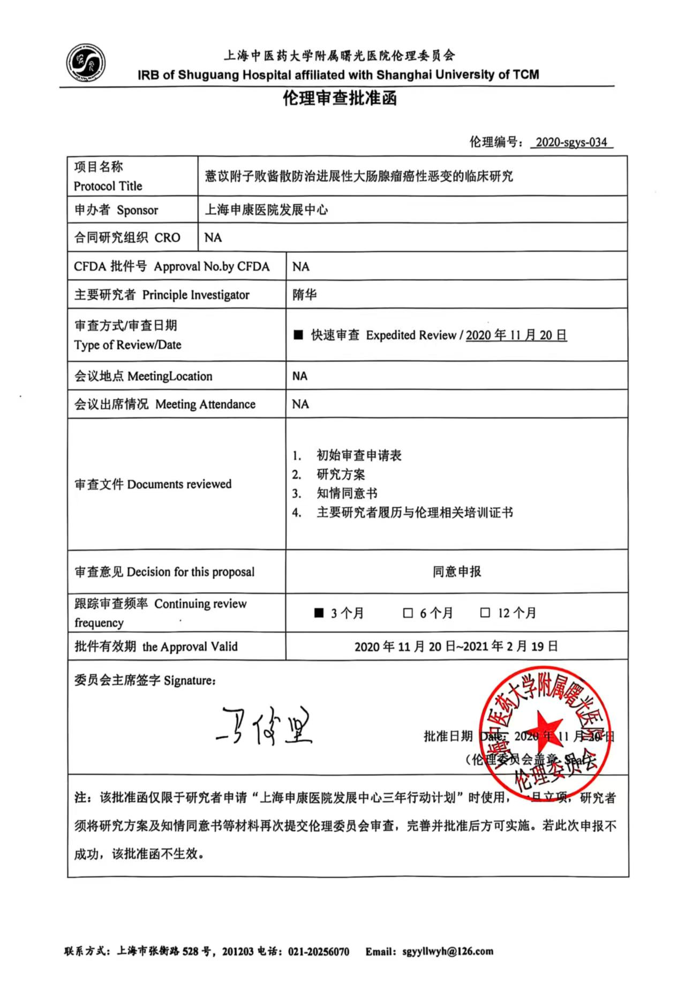 上海中医药大学附属曙光医院伦理委员会
IRB of Shuguang Hospital affiliated with Shanghai University of TCM
伦理审查批准函
伦理编号： 2020-sgys-034
项目名称
Protocol Title
薏苡附子败酱散防治进展性大肠腺瘤癌性恶变的临床研究
申办者 Sponsor
上海申康医院发展中心
合同研究组织 CRO
NA
CFDA 批件号 Approval No.by CFDA
NA
主要研究者 Principle Investigator
隋华
审查方式/审查日期
Type of Review/Date
■ 快速审查 Expedited Review / 2020 年 11 月 20 日
会议地点 MeetingLocation
NA
会议出席情况 Meeting Attendance
NA
审查文件 Documents reviewed
1. 初始审查申请表
2. 研究方案
3. 知情同意书
4. 主要研究者履历与伦理相关培训证书
审查意见 Decision for this proposal
同意申报
跟踪审查频率 Continuing review
frequency
■ 3 个月 □ 6 个月 □ 12 个月
批件有效期 the Approval Valid
2020 年 11 月 20 日~2021 年 2 月 19 日
委员会主席签字 Signature:
马俊坚
上海中医药大学附属曙光医院
伦理委员会
批准日期 Date: 2020 年 11 月 20 日
（伦理委员会盖章 Seal）
注：该批准函仅限于研究者申请“上海申康医院发展中心三年行动计划”时使用，一旦立项，研究者
须将研究方案及知情同意书等材料再次提交伦理委员会审查，完善并批准后方可实施。若此次申报不
成功，该批准函不生效。
联系方式：上海市张衡路 528 号，201203 电话：021-20256070 Email：sgyyllwyh@126.com